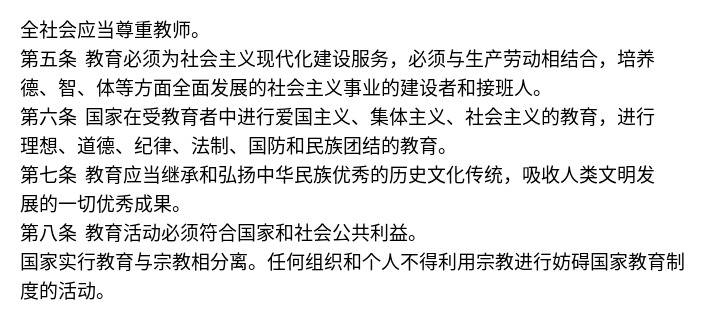 全社会应当尊重教师。
第五条 教育必须为社会主义现代化建设服务，必须与生产劳动相结合，培养
德、智、体等方面全面发展的社会主义事业的建设者和接班人。
第六条 国家在受教育者中进行爱国主义、集体主义、社会主义的教育，进行
理想、道德、纪律、法制、国防和民族团结的教育。
第七条 教育应当继承和弘扬中华民族优秀的历史文化传统，吸收人类文明发
展的一切优秀成果。
第八条 教育活动必须符合国家和社会公共利益。
国家实行教育与宗教相分离。任何组织和个人不得利用宗教进行妨碍国家教育制
度的活动。